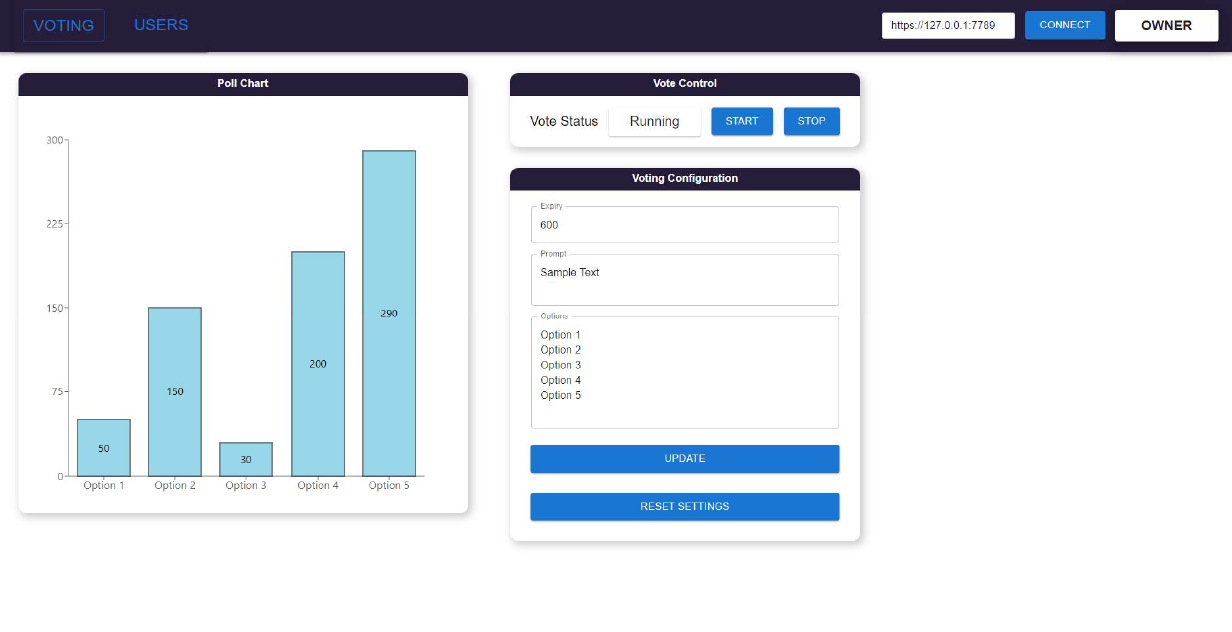 VOTING USERS https://127.0.0.1:7789 CONNECT OWNER
Poll Chart
300
225
150
75
0
50
150
30
200
290
Option 1 Option 2 Option 3 Option 4 Option 5
Vote Control
Vote Status Running START STOP
Voting Configuration
Expiry
600
Prompt
Sample Text
Options
Option 1
Option 2
Option 3
Option 4
Option 5
UPDATE
RESET SETTINGS